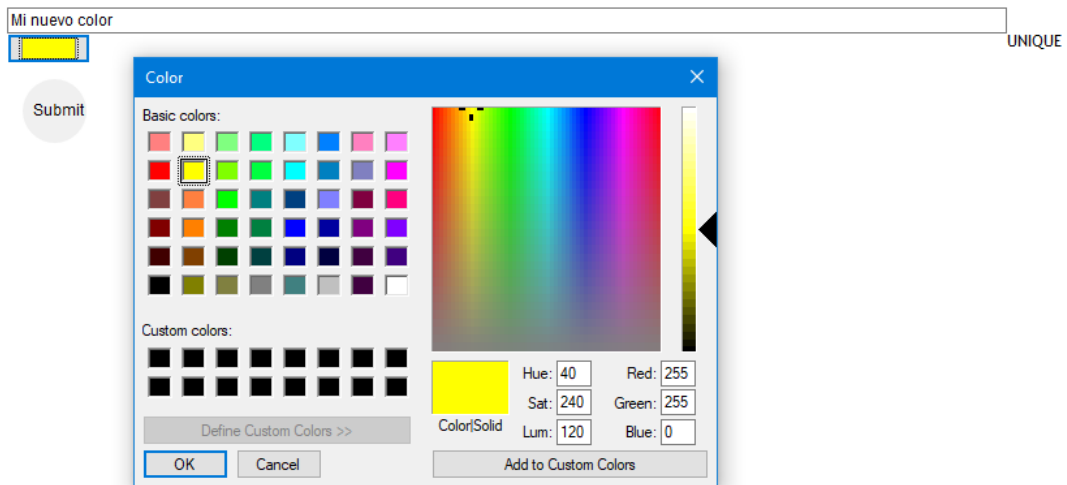 Mi nuevo color
UNIQUE
Submit
Color
Basic colors:
Custom colors:
Define Custom Colors >>
OK
Cancel
Color|Solid
Hue: 40
Red: 255
Sat: 240
Green: 255
Lum: 120
Blue: 0
Add to Custom Colors